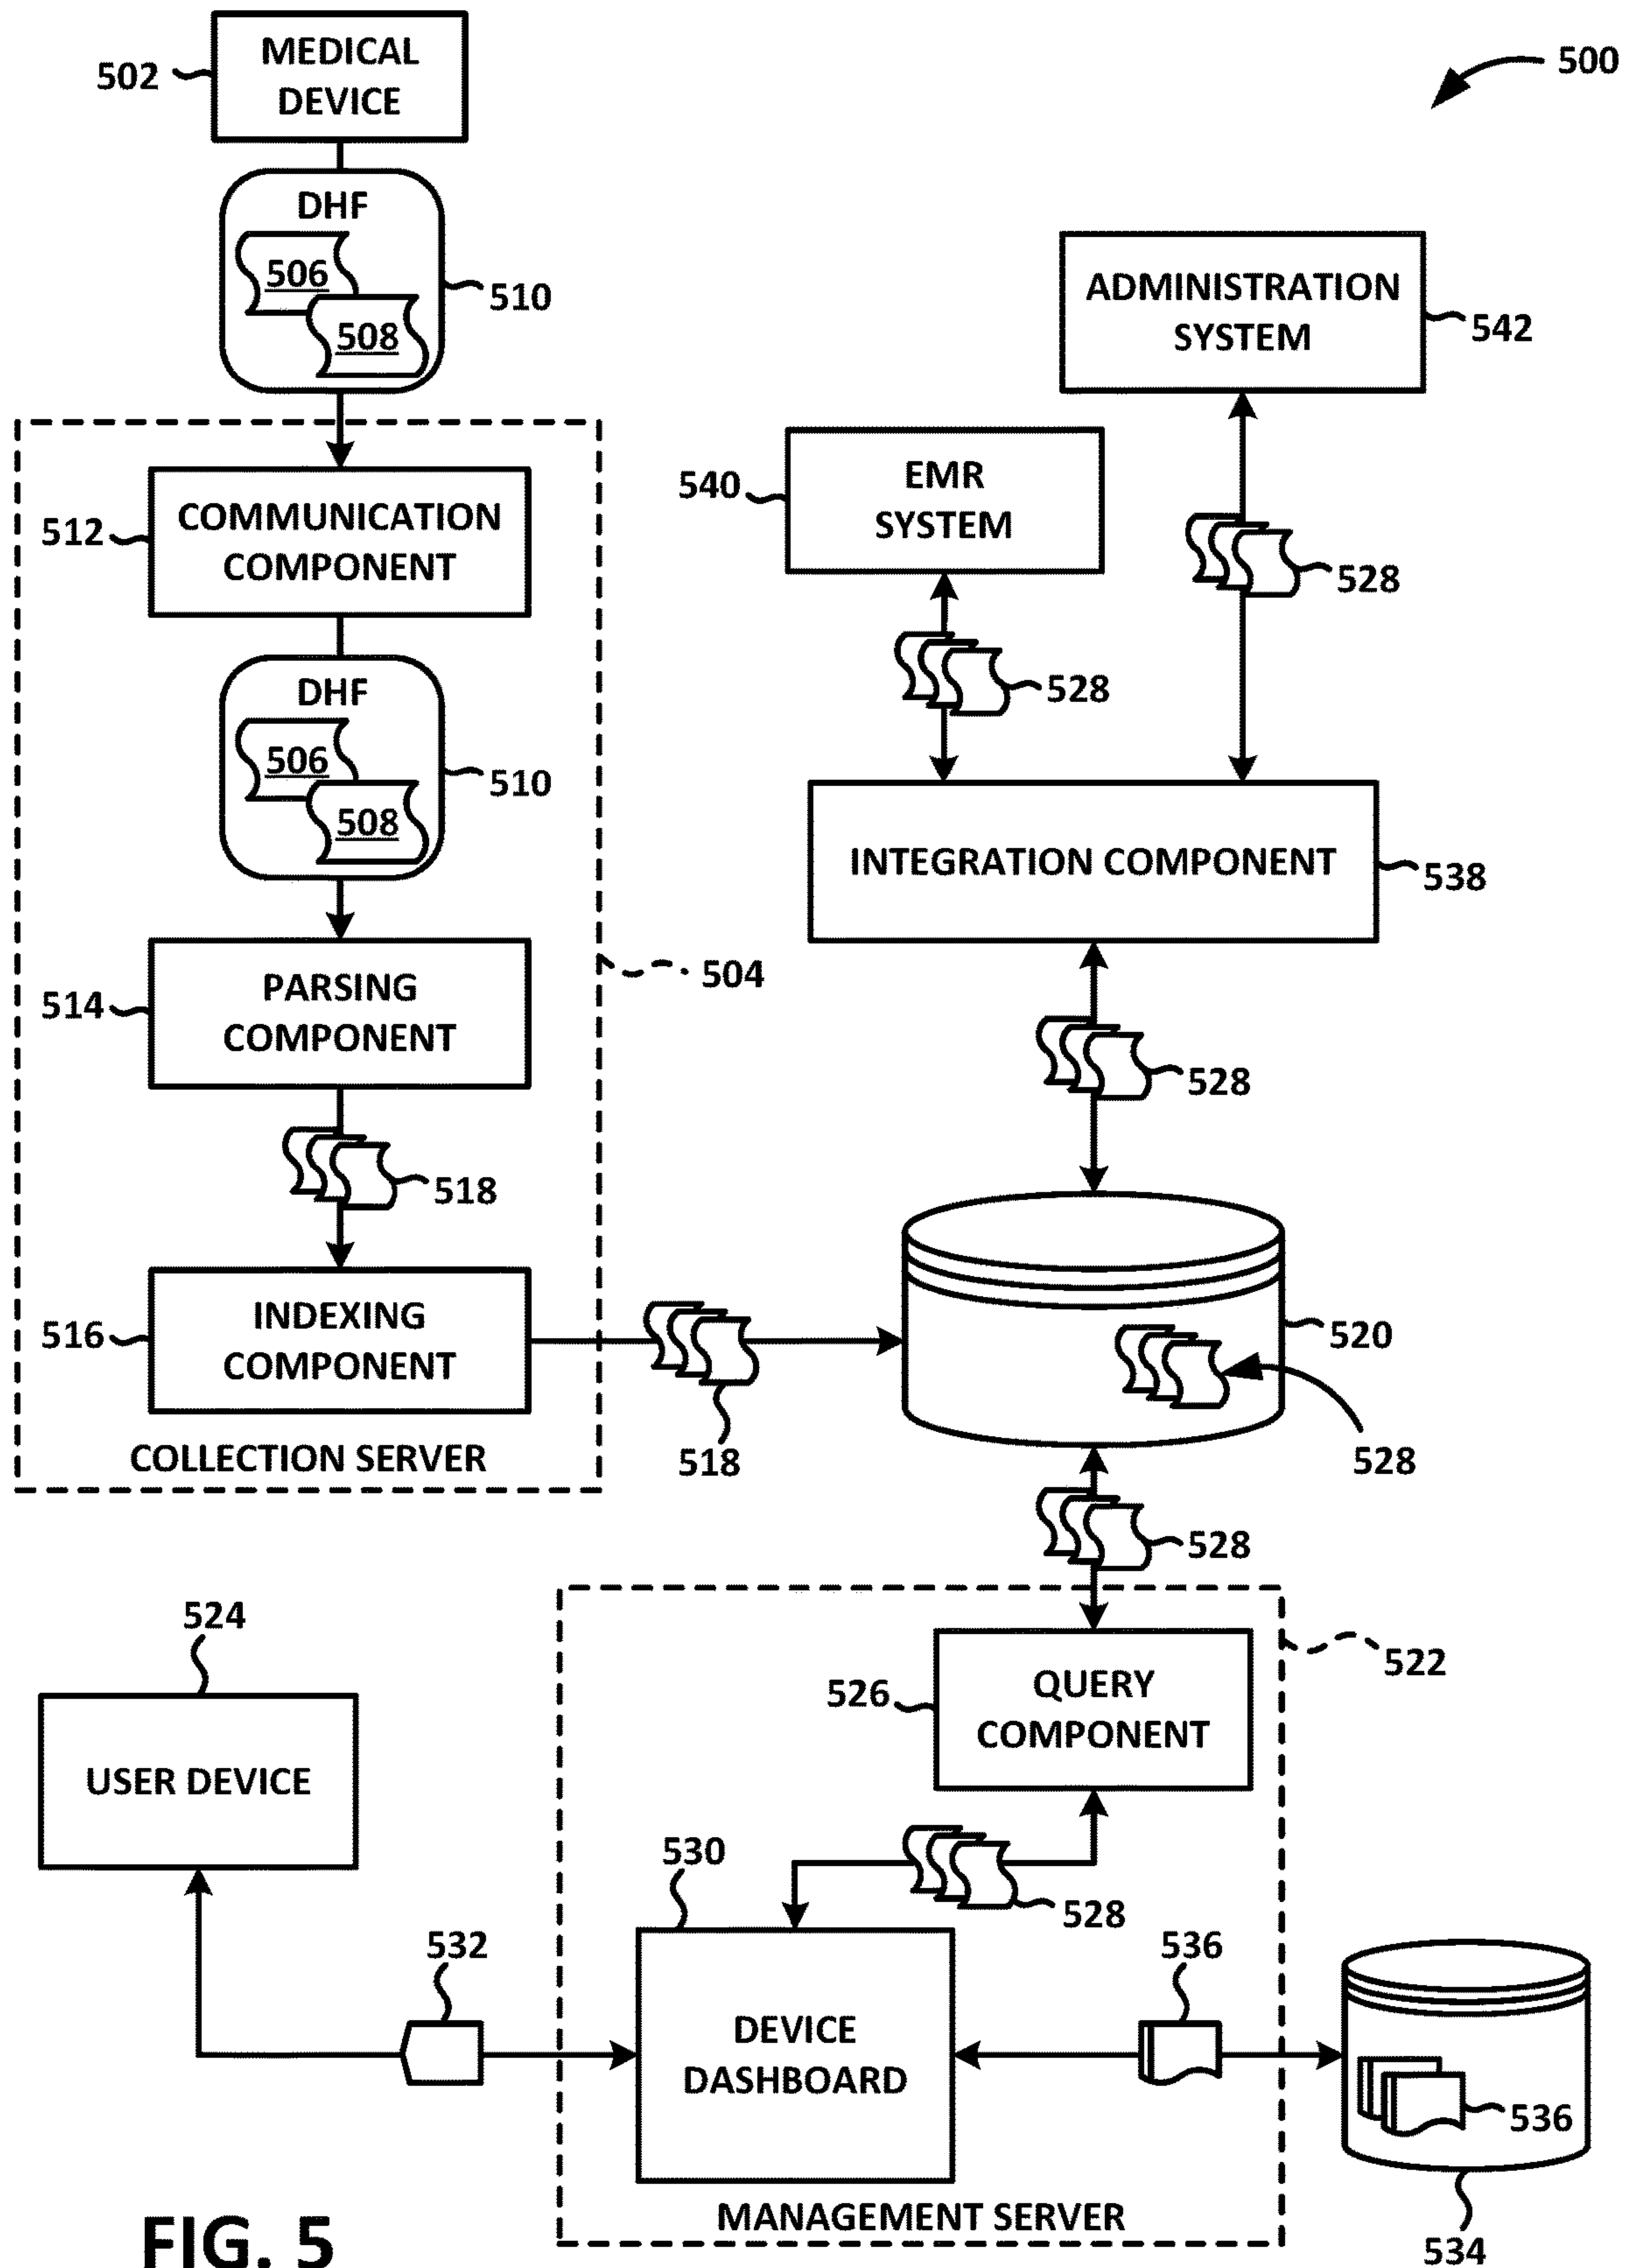 MEDICAL
DEVICE
502
500
DHF
506
508
510
ADMINISTRATION
SYSTEM
542
EMR
SYSTEM
540
528
528
COMMUNICATION
COMPONENT
512
DHF
506
508
510
INTEGRATION COMPONENT
538
504
PARSING
COMPONENT
514
528
518
INDEXING
COMPONENT
516
520
518
528
COLLECTION SERVER
528
524
522
QUERY
COMPONENT
526
USER DEVICE
530
528
532
536
DEVICE
DASHBOARD
536
MANAGEMENT SERVER
534
FIG. 5